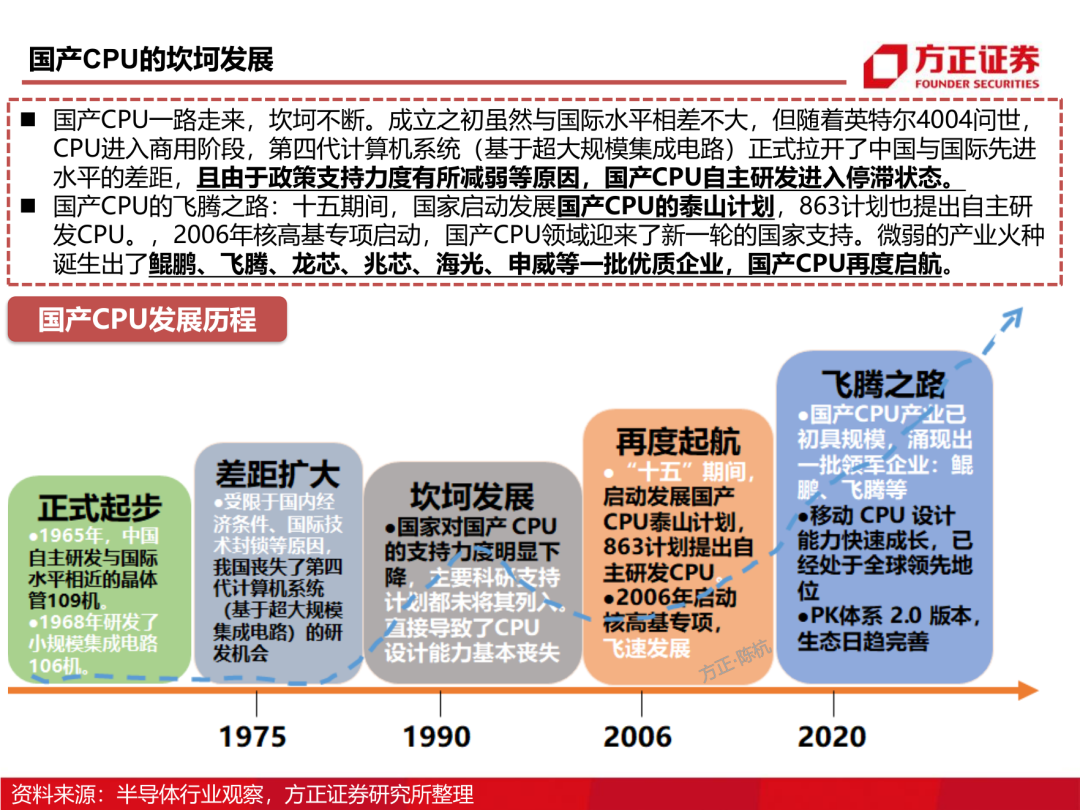 国产CPU的坎坷发展
方正证券
FOUNDER SECURITIES
■ 国产CPU一路走来，坎坷不断。成立之初虽然与国际水平相差不大，但随着英特尔4004问世，
CPU进入商用阶段，第四代计算机系统（基于超大规模集成电路）正式拉开了中国与国际先进
水平的差距，且由于政策支持力度有所减弱等原因，国产CPU自主研发进入停滞状态。
■ 国产CPU的飞腾之路：十五期间，国家启动发展国产CPU的泰山计划，863计划也提出自主研
发CPU。，2006年核高基专项启动，国产CPU领域迎来了新一轮的国家支持。微弱的产业火种
诞生出了鲲鹏、飞腾、龙芯、兆芯、海光、申威等一批优质企业，国产CPU再度启航。
国产CPU发展历程
正式起步
●1965年，中国
自主研发与国际
水平相近的晶体
管109机。
●1968年研发了
小规模集成电路
106机。
差距扩大
●受限于国内经
济条件、国际技
术封锁等原因，
我国丧失了第四
代计算机系统
（基于超大规模
集成电路）的研
发机会
坎坷发展
●国家对国产 CPU
的支持力度明显下
降，主要科研支持
计划都未将其列入。
直接导致了CPU
设计能力基本丧失
再度起航
●“十五”期间，
启动发展国产
CPU泰山计划，
863计划提出自
主研发CPU。
●2006年启动
核高基专项，
飞速发展
飞腾之路
●国产CPU产业已
初具规模，涌现出
一批领军企业：鲲
鹏、飞腾等
●移动 CPU 设计
能力快速成长，已
经处于全球领先地
位
●PK体系 2.0 版本，
生态日趋完善
方正·陈杭
1975
1990
2006
2020
资料来源：半导体行业观察，方正证券研究所整理